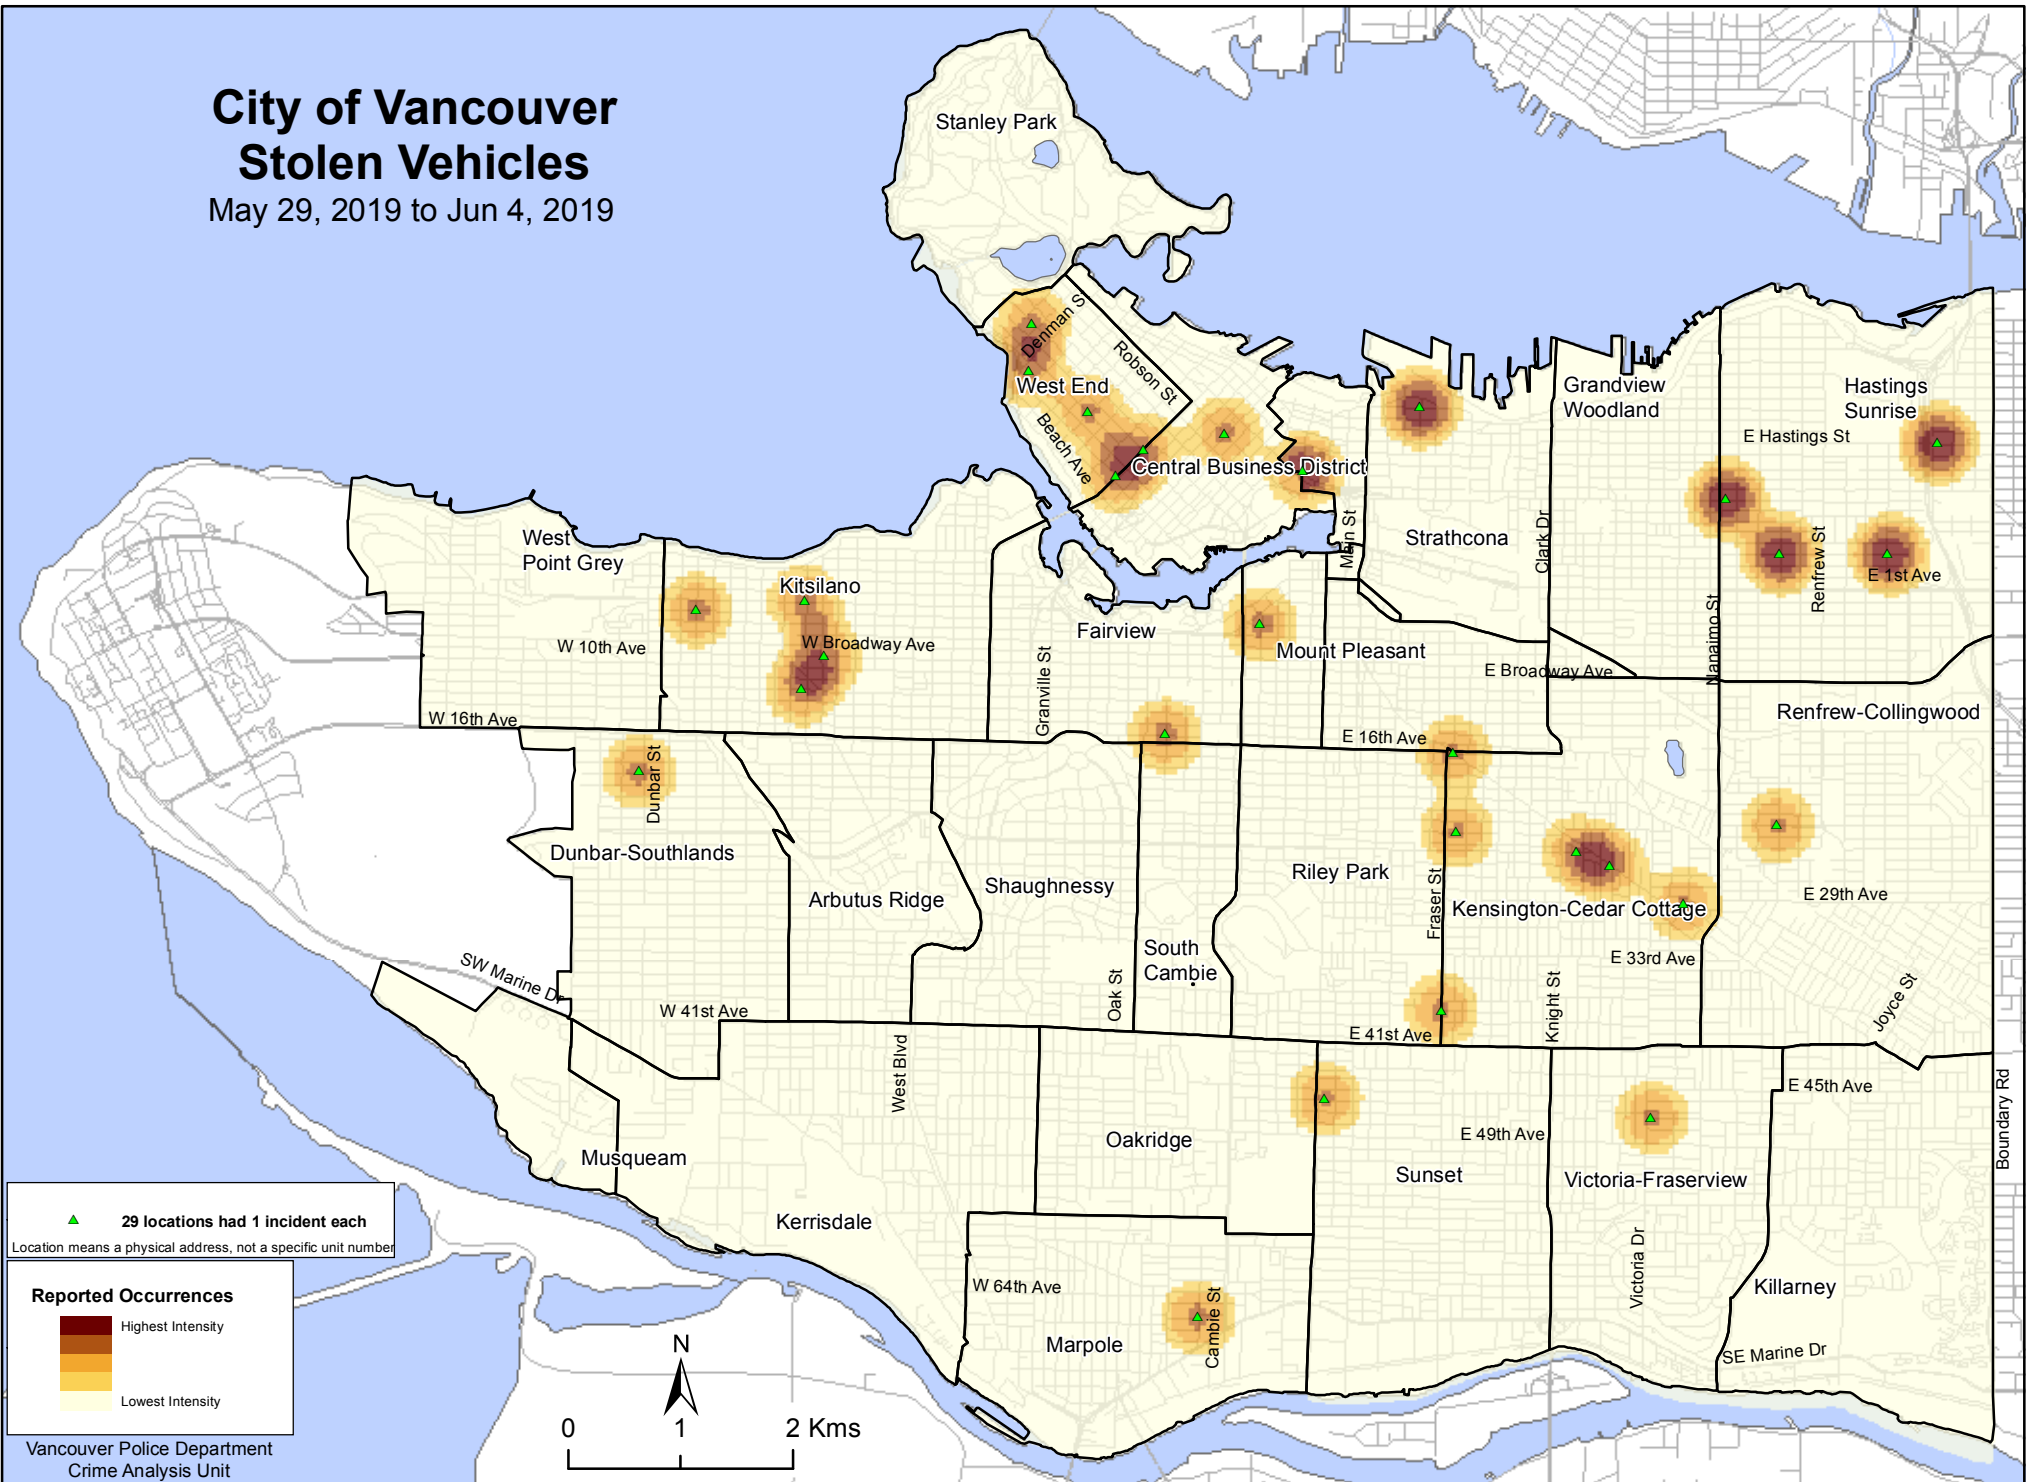 City of Vancouver
Stolen Vehicles
May 29, 2019 to Jun 4, 2019
Stanley Park
Denman S
Robson St
West End
Beach Ave
Central Business District
Main St
Strathcona
Clark Dr
Grandview
Woodland
Hastings
Sunrise
E Hastings St
Renfrew St
E 1st Ave
Nanaimo St
West
Point Grey
Kitsilano
W 10th Ave
W Broadway Ave
Fairview
Granville St
Mount Pleasant
E Broadway Ave
W 16th Ave
E 16th Ave
Renfrew-Collingwood
Dunbar St
Dunbar-Southlands
Arbutus Ridge
Shaughnessy
South
Cambie
Oak St
Riley Park
Fraser St
Kensington-Cedar Cottage
E 29th Ave
E 33rd Ave
Knight St
Joyce St
SW Marine Dr
W 41st Ave
E 41st Ave
West Blvd
E 45th Ave
Boundary Rd
Oakridge
E 49th Ave
Sunset
Victoria-Fraserview
Musqueam
Kerrisdale
Victoria Dr
Killarney
W 64th Ave
Cambie St
Marpole
SE Marine Dr
29 locations had 1 incident each
Location means a physical address, not a specific unit number
Reported Occurrences
Highest Intensity
Lowest Intensity
Vancouver Police Department
Crime Analysis Unit
N
0 1 2 Kms